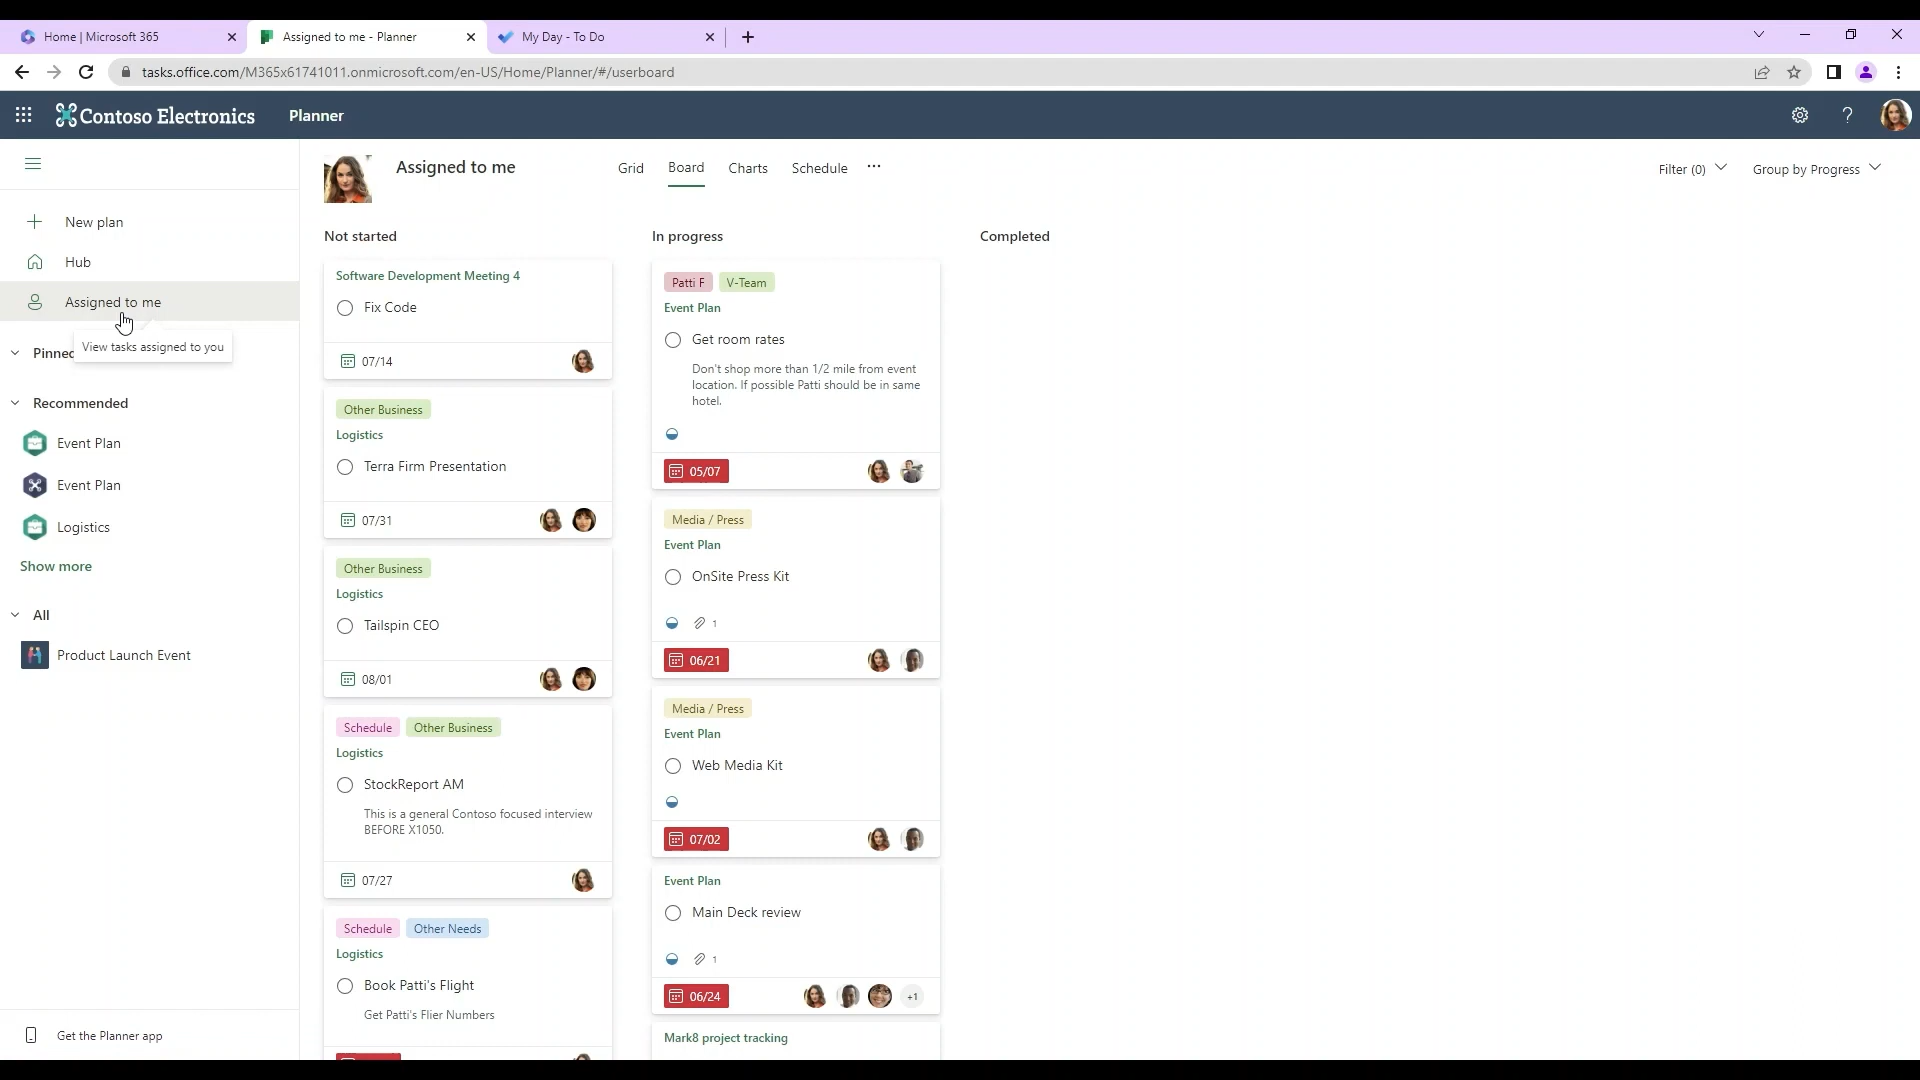 Home | Microsoft 365
Assigned to me - Planner
My Day - To Do
tasks.office.com/M365x61741011.onmicrosoft.com/en-US/Home/Planner/#/userboard
Contoso Electronics
Planner
?
New plan
Hub
Assigned to me
View tasks assigned to you
Pinned
Recommended
Event Plan
Event Plan
Logistics
Show more
All
Product Launch Event
Get the Planner app
Assigned to me
Grid
Board
Charts
Schedule
...
Filter (0)
Group by Progress
Not started
Software Development Meeting 4
Fix Code
07/14
Other Business
Logistics
Terra Firm Presentation
07/31
Other Business
Logistics
Tailspin CEO
08/01
Schedule
Other Business
Logistics
StockReport AM
This is a general Contoso focused interview
BEFORE X1050.
07/27
Schedule
Other Needs
Logistics
Book Patti's Flight
Get Patti's Flier Numbers
In progress
Patti F
V-Team
Event Plan
Get room rates
Don't shop more than 1/2 mile from event
location. If possible Patti should be in same
hotel.
05/07
Media / Press
Event Plan
OnSite Press Kit
1
06/21
Media / Press
Event Plan
Web Media Kit
07/02
Event Plan
Main Deck review
1
06/24
+1
Mark8 project tracking
Completed